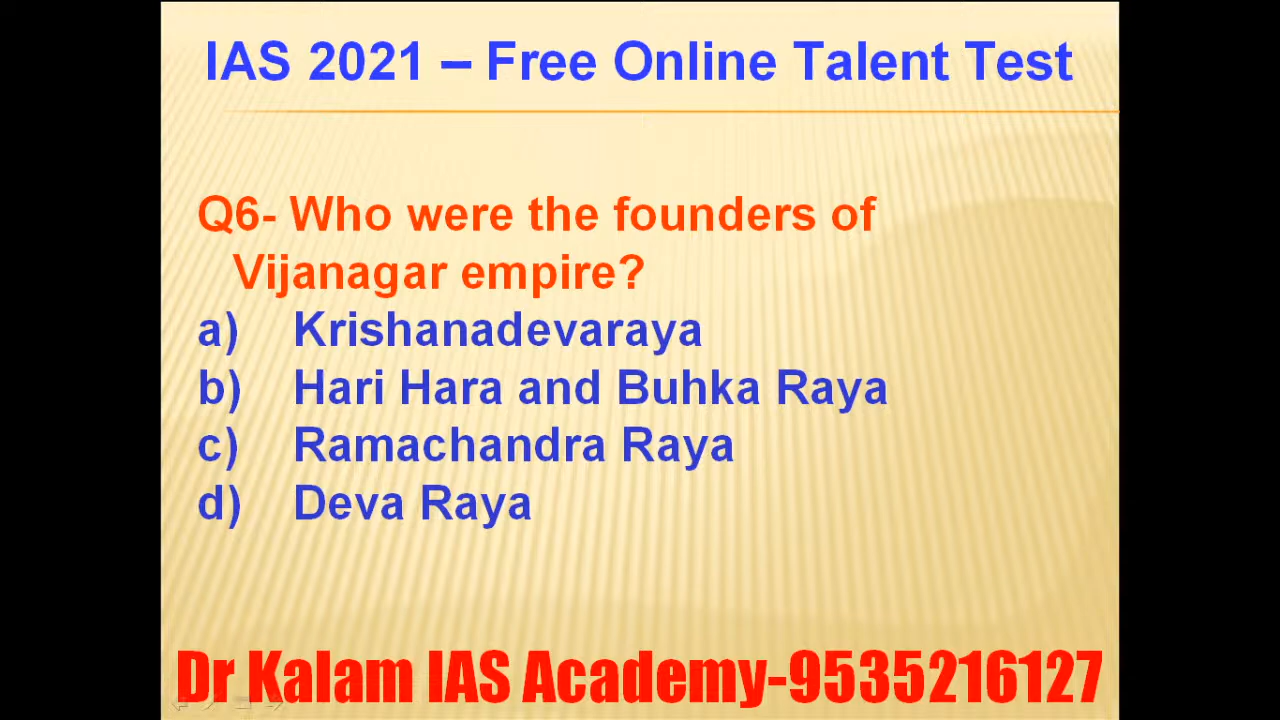 IAS 2021 – Free Online Talent Test
Q6- Who were the founders of
Vijanagar empire?
a) Krishanadevaraya
b) Hari Hara and Buhka Raya
c) Ramachandra Raya
d) Deva Raya
Dr Kalam IAS Academy-9535216127